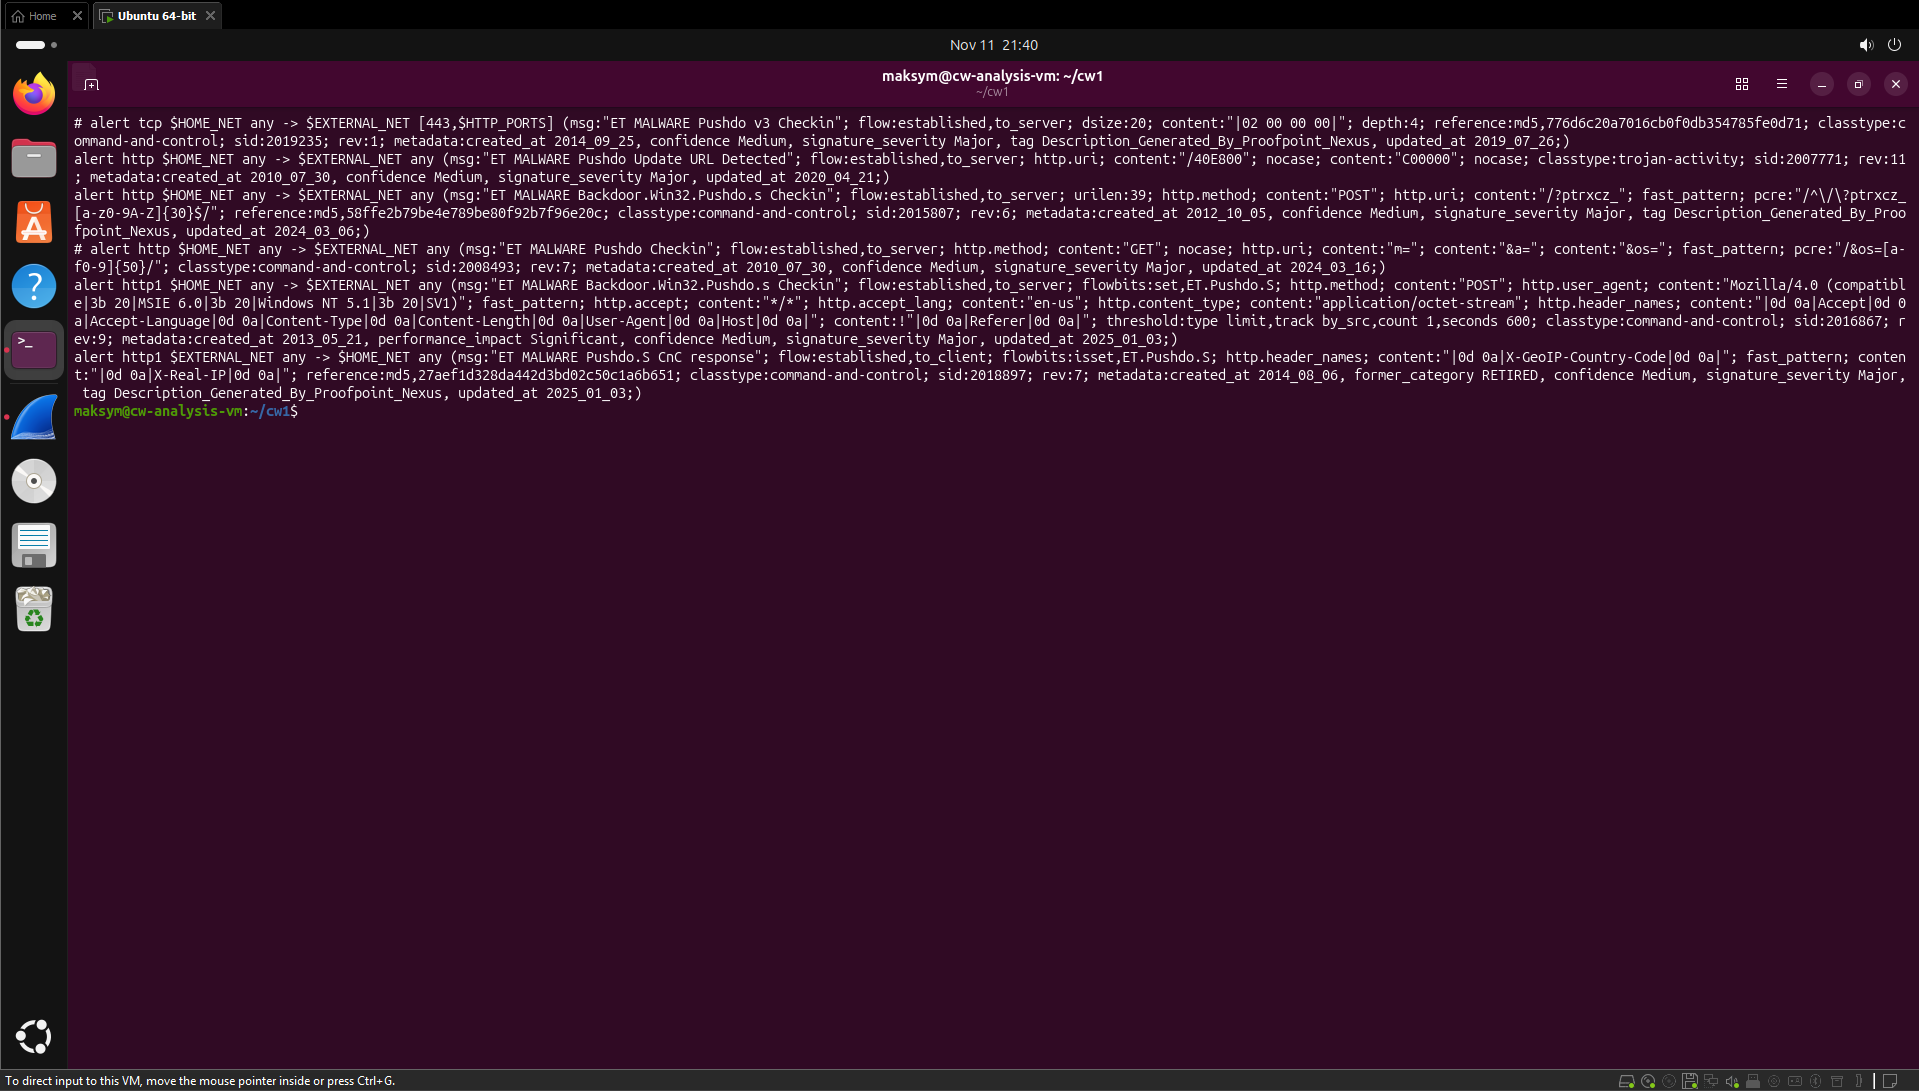 Home
Ubuntu 64-bit
Nov 11 21:40
maksym@cw-analysis-vm: ~/cw1
~/cw1
# alert tcp $HOME_NET any -> $EXTERNAL_NET [443,$HTTP_PORTS] (msg:"ET MALWARE Pushdo v3 Checkin"; flow:established,to_server; dsize:20; content:"|02 00 00 00|"; depth:4; reference:md5,776d6c20a7016cb0f0db354785fe0d71; classtype:c
ommand-and-control; sid:2019235; rev:1; metadata:created_at 2014_09_25, confidence Medium, signature_severity Major, tag Description_Generated_By_Proofpoint_Nexus, updated_at 2019_07_26;)
alert http $HOME_NET any -> $EXTERNAL_NET any (msg:"ET MALWARE Pushdo Update URL Detected"; flow:established,to_server; http.uri; content:"/40E800"; nocase; content:"C00000"; nocase; classtype:trojan-activity; sid:2007771; rev:11
; metadata:created_at 2010_07_30, confidence Medium, signature_severity Major, updated_at 2020_04_21;)
alert http $HOME_NET any -> $EXTERNAL_NET any (msg:"ET MALWARE Backdoor.Win32.Pushdo.s Checkin"; flow:established,to_server; urilen:39; http.method; content:"POST"; http.uri; content:"/?ptrxcz_"; fast_pattern; pcre:"/^\/\?ptrxcz_
[a-z0-9A-Z]{30}$/"; reference:md5,58ffe2b79be4e789be80f92b7f96e20c; classtype:command-and-control; sid:2015807; rev:6; metadata:created_at 2012_10_05, confidence Medium, signature_severity Major, tag Description_Generated_By_Proo
fpoint_Nexus, updated_at 2024_03_06;)
# alert http $HOME_NET any -> $EXTERNAL_NET any (msg:"ET MALWARE Pushdo Checkin"; flow:established,to_server; http.method; content:"GET"; nocase; http.uri; content:"m="; content:"&a="; content:"&os="; fast_pattern; pcre:"/&os=[a-
f0-9]{50}/"; classtype:command-and-control; sid:2008493; rev:7; metadata:created_at 2010_07_30, confidence Medium, signature_severity Major, updated_at 2024_03_16;)
alert http1 $HOME_NET any -> $EXTERNAL_NET any (msg:"ET MALWARE Backdoor.Win32.Pushdo.s Checkin"; flow:established,to_server; flowbits:set,ET.Pushdo.S; http.method; content:"POST"; http.user_agent; content:"Mozilla/4.0 (compatibl
e|3b 20|MSIE 6.0|3b 20|Windows NT 5.1|3b 20|SV1)"; fast_pattern; http.accept; content:"*/*"; http.accept_lang; content:"en-us"; http.content_type; content:"application/octet-stream"; http.header_names; content:"|0d 0a|Accept|0d 0
a|Accept-Language|0d 0a|Content-Type|0d 0a|Content-Length|0d 0a|User-Agent|0d 0a|Host|0d 0a|"; content:!"|0d 0a|Referer|0d 0a|"; threshold:type limit,track by_src,count 1,seconds 600; classtype:command-and-control; sid:2016867; r
ev:9; metadata:created_at 2013_05_21, performance_impact Significant, confidence Medium, signature_severity Major, updated_at 2025_01_03;)
alert http1 $EXTERNAL_NET any -> $HOME_NET any (msg:"ET MALWARE Pushdo.S CnC response"; flow:established,to_client; flowbits:isset,ET.Pushdo.S; http.header_names; content:"|0d 0a|X-GeoIP-Country-Code|0d 0a|"; fast_pattern; conten
t:"|0d 0a|X-Real-IP|0d 0a|"; reference:md5,27aef1d328da442d3bd02c50c1a6b651; classtype:command-and-control; sid:2018897; rev:7; metadata:created_at 2014_08_06, former_category RETIRED, confidence Medium, signature_severity Major,
 tag Description_Generated_By_Proofpoint_Nexus, updated_at 2025_01_03;)
maksym@cw-analysis-vm:~/cw1$
To direct input to this VM, move the mouse pointer inside or press Ctrl+G.